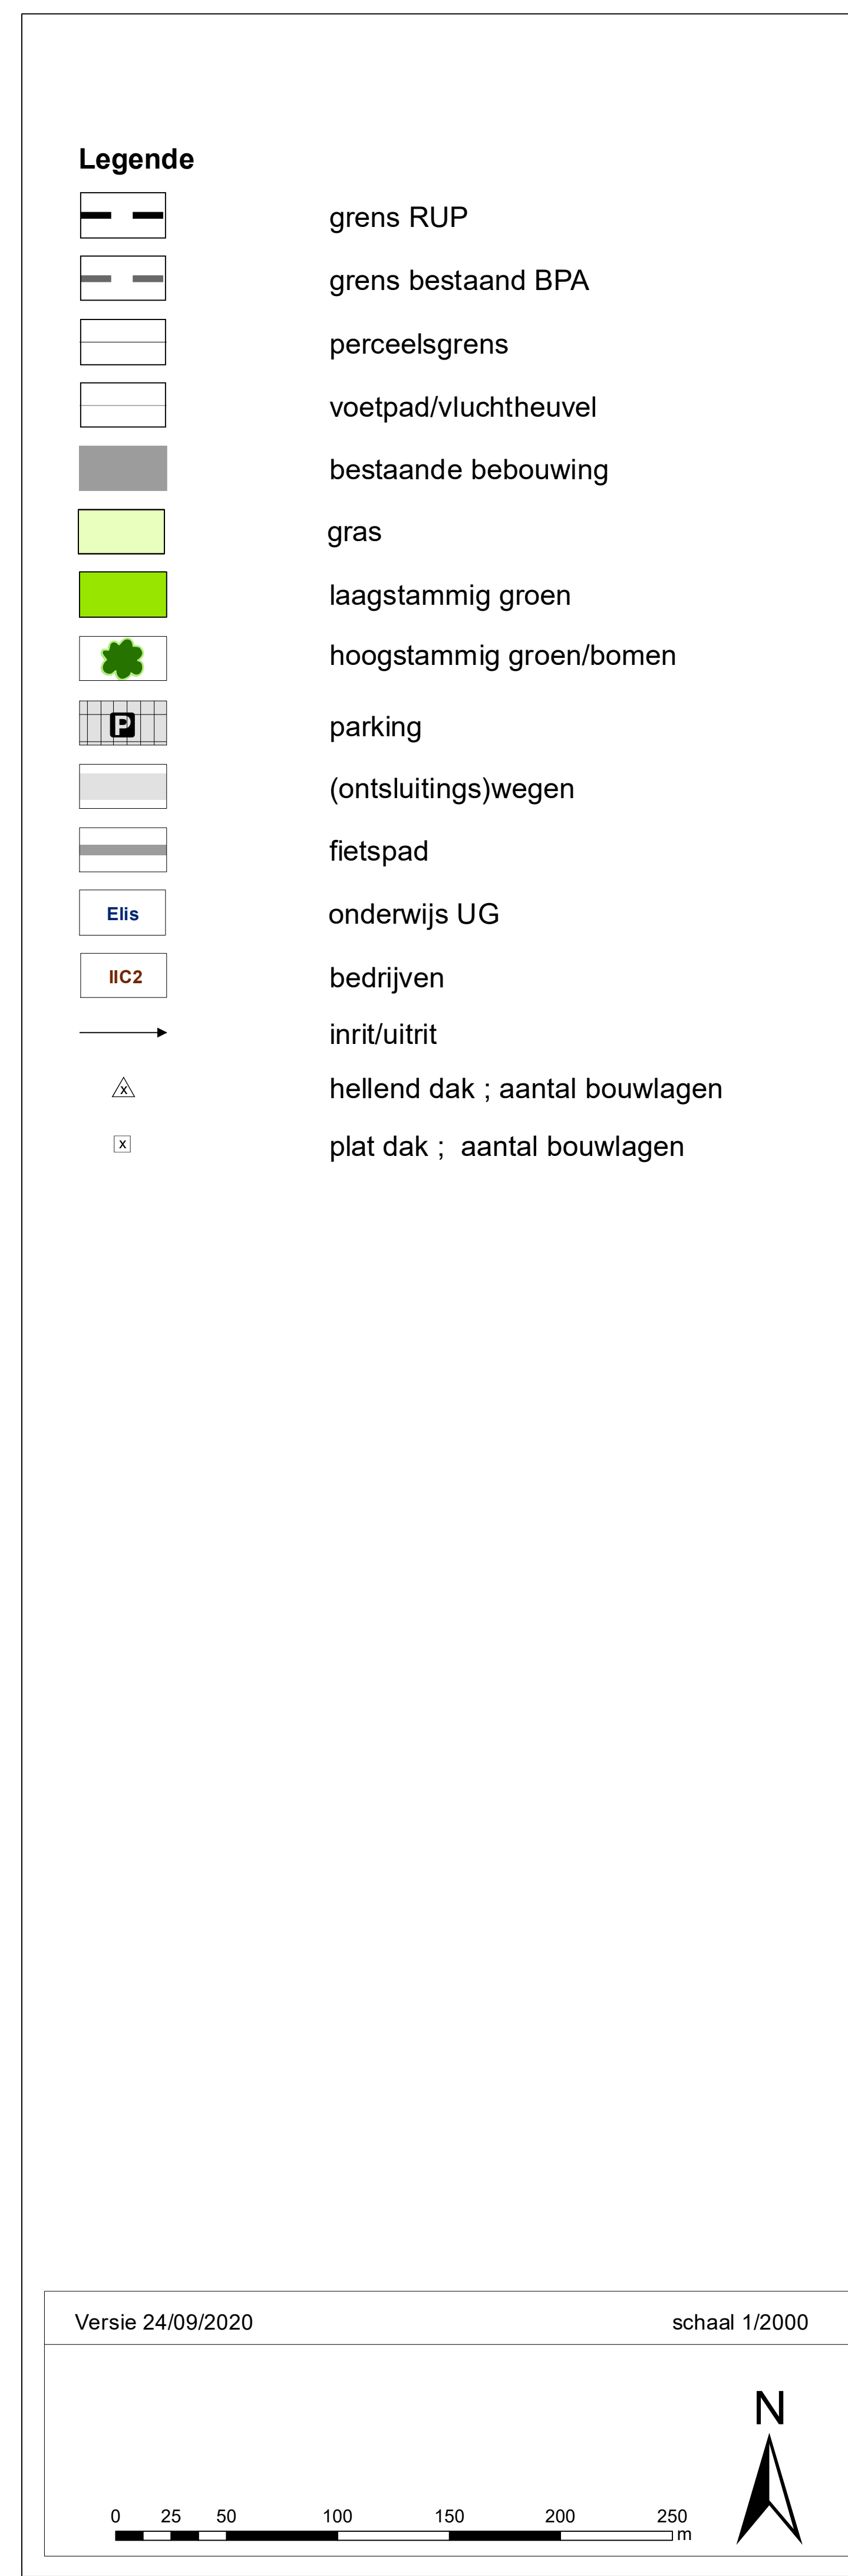 Legende
grens RUP
grens bestaand BPA
perceelsgrens
voetpad/vluchtheuvel
bestaande bebouwing
gras
laagstammig groen
hoogstammig groen/bomen
P parking
(ontsluitings)wegen
fietspad
Elis onderwijs UG
IIC2 bedrijven
inrit/uitrit
x hellend dak ; aantal bouwlagen
x plat dak ; aantal bouwlagen
Versie 24/09/2020 schaal 1/2000
N
0 25 50 100 150 200 250
m